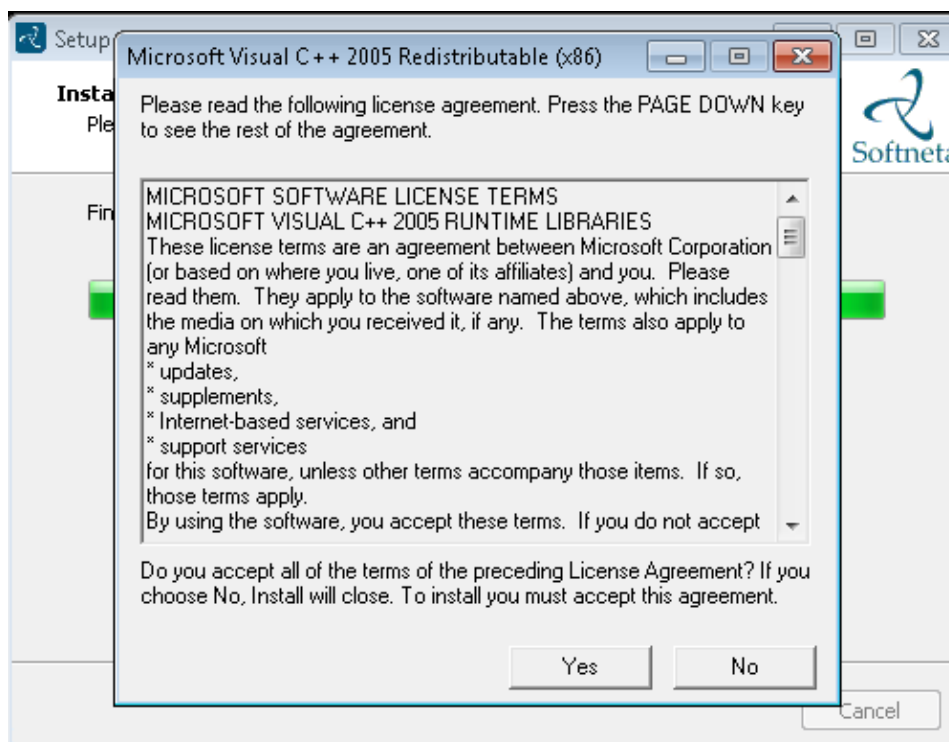 Setup
Microsoft Visual C++ 2005 Redistributable (x86)
Insta
Ple
Softneta
Fin
Please read the following license agreement. Press the PAGE DOWN key
to see the rest of the agreement.
MICROSOFT SOFTWARE LICENSE TERMS
MICROSOFT VISUAL C++ 2005 RUNTIME LIBRARIES
These license terms are an agreement between Microsoft Corporation
(or based on where you live, one of its affiliates) and you.  Please
read them.  They apply to the software named above, which includes
the media on which you received it, if any.  The terms also apply to
any Microsoft
* updates,
* supplements,
* Internet-based services, and
* support services
for this software, unless other terms accompany those items.  If so,
those terms apply.
By using the software, you accept these terms.  If you do not accept
Do you accept all of the terms of the preceding License Agreement? If you
choose No, Install will close. To install you must accept this agreement.
Yes
No
Cancel